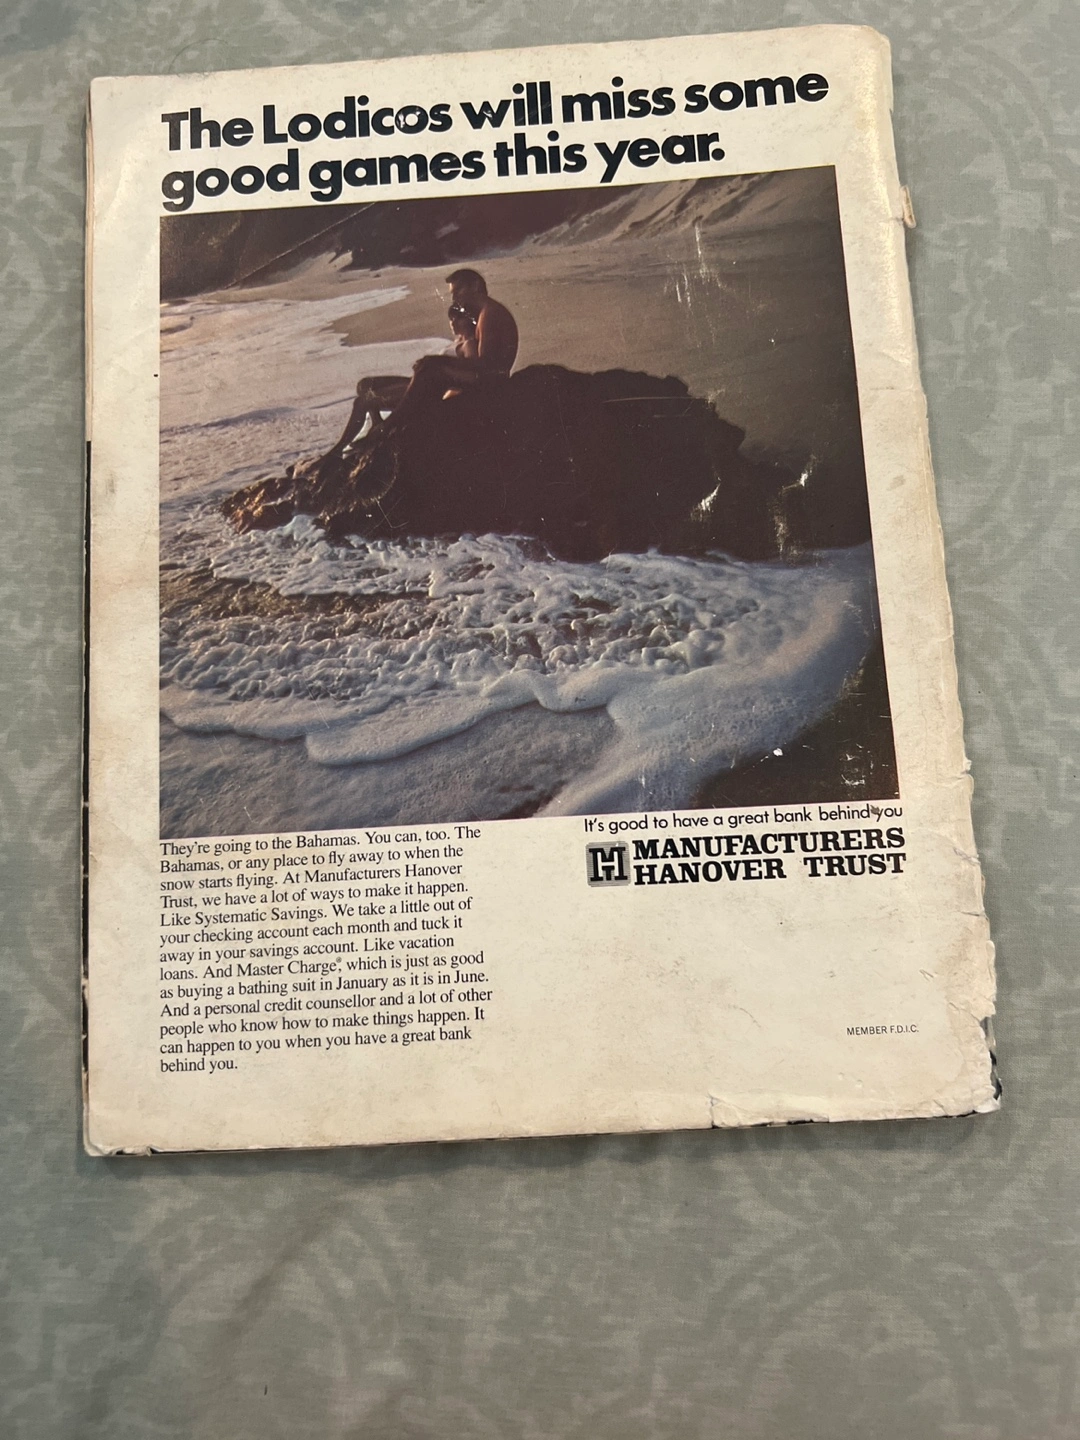 The Lodicos will miss some
good games this year.
They're going to the Bahamas. You can, too. The
Bahamas, or any place to fly away to when the
snow starts flying. At Manufacturers Hanover
Trust, we have a lot of ways to make it happen.
Like Systematic Savings. We take a little out of
your checking account each month and tuck it
away in your savings account. Like vacation
loans. And Master Charge®, which is just as good
as buying a bathing suit in January as it is in June.
And a personal credit counsellor and a lot of other
people who know how to make things happen. It
can happen to you when you have a great bank
behind you.
It's good to have a great bank behind you
MANUFACTURERS
HANOVER TRUST
MEMBER F.D.I.C.